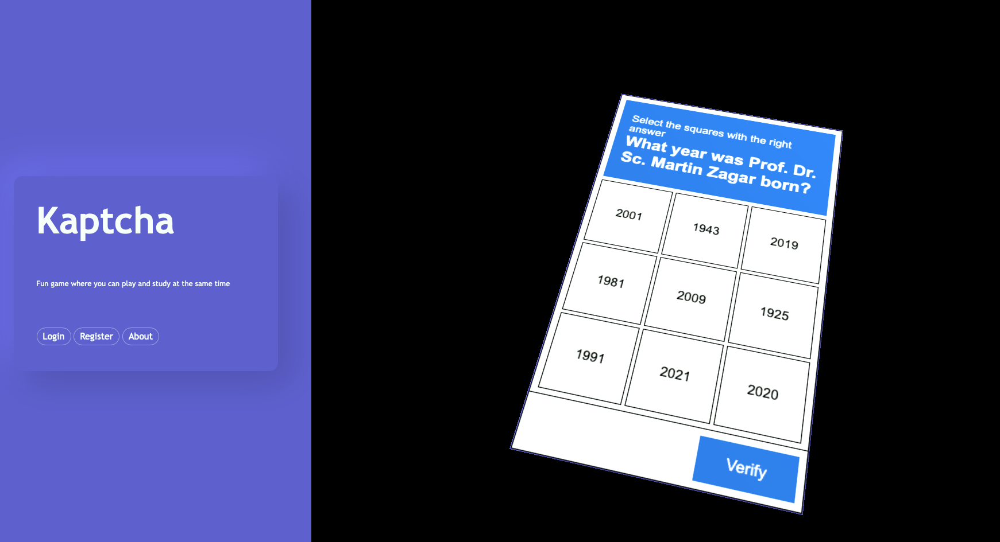 Kaptcha
Fun game where you can play and study at the same time
Login Register About
Select the squares with the right
answer
What year was Prof. Dr.
Sc. Martin Zagar born?
2001 1943 2019
1981 2009 1925
1991 2021 2020
Verify